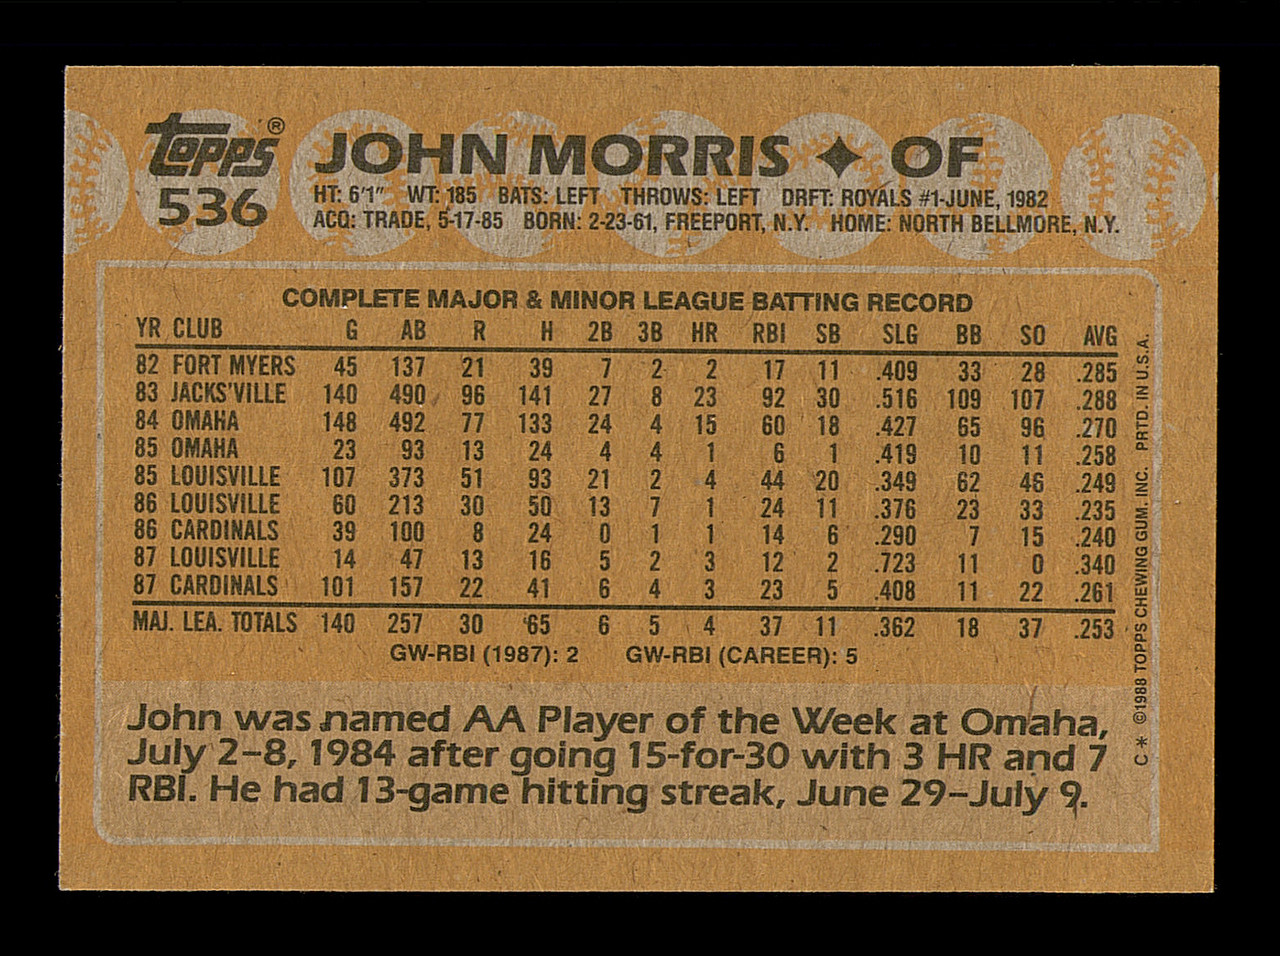 topps®
536
JOHN MORRIS ✦ OF
HT: 6'1" WT: 185 BATS: LEFT THROWS: LEFT DRFT: ROYALS #1-JUNE, 1982
ACQ: TRADE, 5-17-85 BORN: 2-23-61, FREEPORT, N.Y. HOME: NORTH BELLMORE, N.Y.
COMPLETE MAJOR & MINOR LEAGUE BATTING RECORD
YR CLUB G AB R H 2B 3B HR RBI SB SLG BB SO AVG
82 FORT MYERS 45 137 21 39 7 2 2 17 11 .409 33 28 .285
83 JACKS'VILLE 140 490 96 141 27 8 23 92 30 .516 109 107 .288
84 OMAHA 148 492 77 133 24 4 15 60 18 .427 65 96 .270
85 OMAHA 23 93 13 24 4 4 1 6 1 .419 10 11 .258
85 LOUISVILLE 107 373 51 93 21 2 4 44 20 .349 62 46 .249
86 LOUISVILLE 60 213 30 50 13 7 1 24 11 .376 23 33 .235
86 CARDINALS 39 100 8 24 0 1 1 14 6 .290 7 15 .240
87 LOUISVILLE 14 47 13 16 5 2 3 12 2 .723 11 0 .340
87 CARDINALS 101 157 22 41 6 4 3 23 5 .408 11 22 .261
MAJ. LEA. TOTALS 140 257 30 65 6 5 4 37 11 .362 18 37 .253
GW-RBI (1987): 2 GW-RBI (CAREER): 5
John was named AA Player of the Week at Omaha,
July 2–8, 1984 after going 15-for-30 with 3 HR and 7
RBI. He had 13-game hitting streak, June 29–July 9.
C * ©1988 TOPPS CHEWING GUM, INC. PRTD. IN U.S.A.